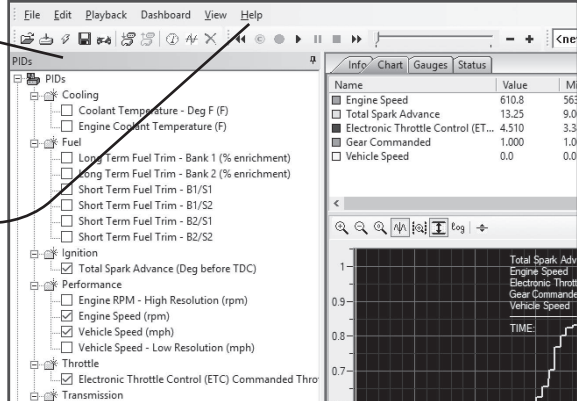 File Edit Playback Dashboard View Help
<ne
PIDs
PIDs
Cooling
Coolant Temperature - Deg F (F)
Engine Coolant Temperature (F)
Fuel
Long Term Fuel Trim - Bank 1 (% enrichment)
Long Term Fuel Trim - Bank 2 (% enrichment)
Short Term Fuel Trim - B1/S1
Short Term Fuel Trim - B1/S2
Short Term Fuel Trim - B2/S1
Short Term Fuel Trim - B2/S2
Ignition
Total Spark Advance (Deg before TDC)
Performance
Engine RPM - High Resolution (rpm)
Engine Speed (rpm)
Vehicle Speed (mph)
Vehicle Speed - Low Resolution (mph)
Throttle
Electronic Throttle Control (ETC) Commanded Thro
Transmission
Info Chart Gauges Status
Name Value Mi
Engine Speed 610.8 563
Total Spark Advance 13.25 9.0
Electronic Throttle Control (ET... 4.510 3.3
Gear Commanded 1.000 1.0
Vehicle Speed 0.0 0.0
log
Total Spark Adv
Engine Speed
Electronic Thrott
Gear Commande
Vehicle Speed
TIME:
1
0.9
0.8
0.7